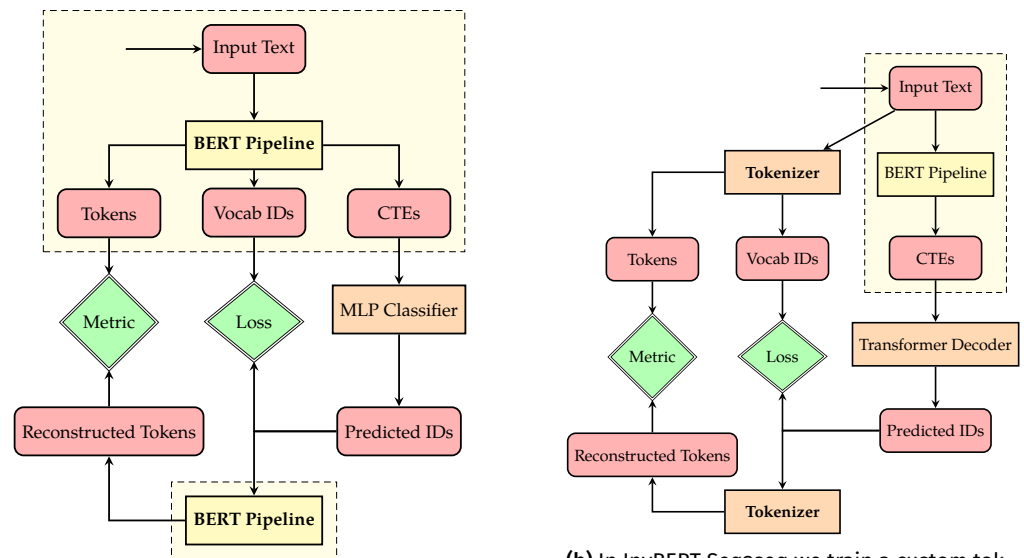 Input Text
BERT Pipeline
Tokens
Vocab IDs
CTEs
Metric
Loss
MLP Classifier
Reconstructed Tokens
Predicted IDs
BERT Pipeline
Input Text
Tokenizer
BERT Pipeline
Tokens
Vocab IDs
CTEs
Metric
Loss
Transformer Decoder
Reconstructed Tokens
Predicted IDs
Tokenizer
(b) In InvBERT Seq2seq we train a custom tok-